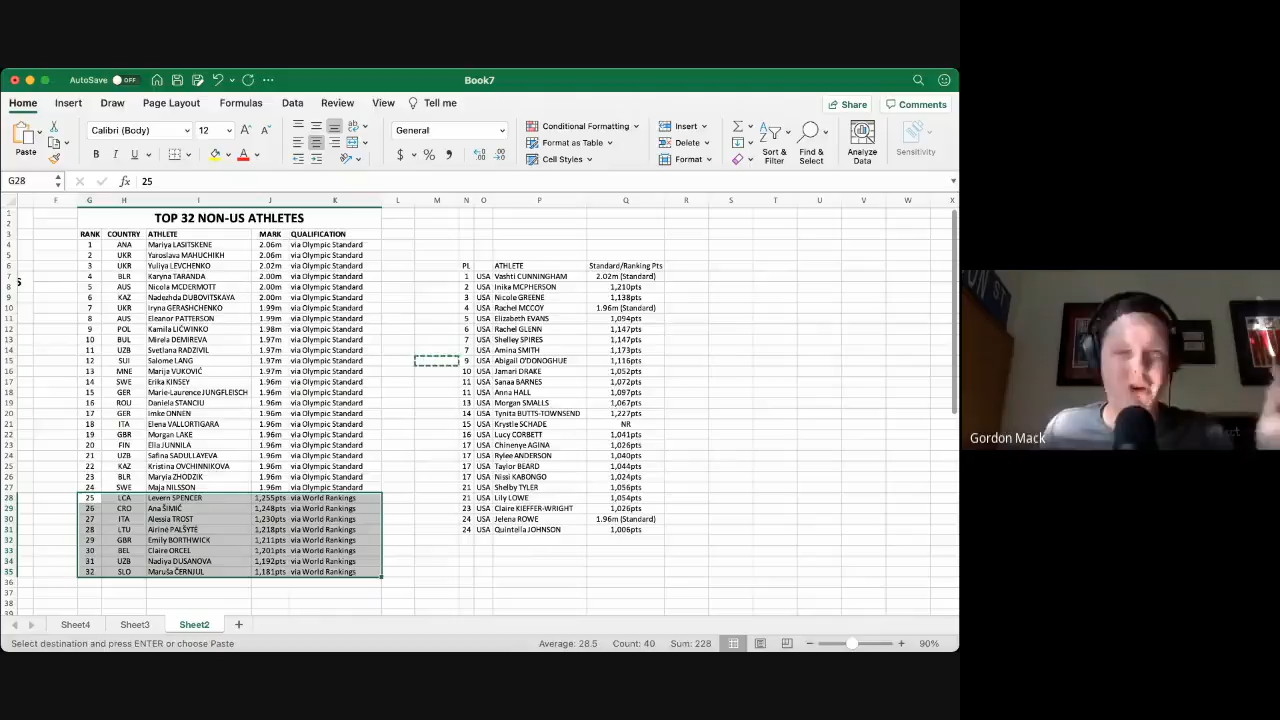 AutoSave OFF Book7
Home Insert Draw Page Layout Formulas Data Review View Tell me Share Comments
Paste Calibri (Body) 12 General Conditional Formatting Insert
Format as Table Delete
Cell Styles Format Sort & Filter Find & Select Analyze Data Sensitivity
G28 fx 25
F G H I J K L M N O P Q R S T U V W X
TOP 32 NON-US ATHLETES
RANK COUNTRY ATHLETE MARK QUALIFICATION
1 ANA Mariya LASITSKENE 2.06m via Olympic Standard
2 UKR Yaroslava MAHUCHIKH 2.06m via Olympic Standard
3 UKR Yuliya LEVCHENKO 2.02m via Olympic Standard
4 BLR Karyna TARANDA 2.00m via Olympic Standard
5 AUS Nicola MCDERMOTT 2.00m via Olympic Standard
6 KAZ Nadezhda DUBOVITSKAYA 2.00m via Olympic Standard
7 UKR Iryna GERASHCHENKO 1.99m via Olympic Standard
8 AUS Eleanor PATTERSON 1.99m via Olympic Standard
9 POL Kamila LIĆWINKO 1.98m via Olympic Standard
10 BUL Mirela DEMIREVA 1.97m via Olympic Standard
11 UZB Svetlana RADZIVIL 1.97m via Olympic Standard
12 SUI Salome LANG 1.97m via Olympic Standard
13 MNE Marija VUKOVIĆ 1.97m via Olympic Standard
14 SWE Erika KINSEY 1.96m via Olympic Standard
15 GER Marie-Laurence JUNGFLEISCH 1.96m via Olympic Standard
16 ROU Daniela STANCIU 1.96m via Olympic Standard
17 GER Imke ONNEN 1.96m via Olympic Standard
18 ITA Elena VALLORTIGARA 1.96m via Olympic Standard
19 GBR Morgan LAKE 1.96m via Olympic Standard
20 FIN Ella JUNNILA 1.96m via Olympic Standard
21 UZB Safina SADULLAYEVA 1.96m via Olympic Standard
22 KAZ Kristina OVCHINNIKOVA 1.96m via Olympic Standard
23 BLR Maryia ZHODZIK 1.96m via Olympic Standard
24 SWE Maja NILSSON 1.96m via Olympic Standard
25 LCA Levern SPENCER 1,255pts via World Rankings
26 CRO Ana ŠIMIĆ 1,248pts via World Rankings
27 ITA Alessia TROST 1,230pts via World Rankings
28 LTU Airinė PALŠYTĖ 1,218pts via World Rankings
29 GBR Emily BORTHWICK 1,211pts via World Rankings
30 BEL Claire ORCEL 1,201pts via World Rankings
31 UZB Nadiya DUSANOVA 1,192pts via World Rankings
32 SLO Maruša ČERNJUL 1,181pts via World Rankings
PL ATHLETE Standard/Ranking Pts
1 USA Vashti CUNNINGHAM 2.02m (Standard)
2 USA Inika MCPHERSON 1,210pts
3 USA Nicole GREENE 1,138pts
4 USA Rachel MCCOY 1.96m (Standard)
5 USA Elizabeth EVANS 1,094pts
6 USA Rachel GLENN 1,147pts
7 USA Shelley SPIRES 1,147pts
7 USA Amina SMITH 1,173pts
9 USA Abigail O'DONOGHUE 1,116pts
10 USA Jamari DRAKE 1,052pts
11 USA Sanaa BARNES 1,072pts
11 USA Anna HALL 1,097pts
13 USA Morgan SMALLS 1,067pts
14 USA Tynita BUTTS-TOWNSEND 1,227pts
15 USA Krystle SCHADE NR
16 USA Lucy CORBETT 1,041pts
17 USA Chinenye AGINA 1,026pts
17 USA Rylee ANDERSON 1,040pts
17 USA Taylor BEARD 1,044pts
17 USA Nissi KABONGO 1,024pts
21 USA Shelby TYLER 1,056pts
21 USA Lily LOWE 1,054pts
23 USA Claire KIEFFER-WRIGHT 1,026pts
24 USA Jelena ROWE 1.96m (Standard)
24 USA Quintella JOHNSON 1,006pts
Sheet4 Sheet3 Sheet2
Select destination and press ENTER or choose Paste Average: 28.5 Count: 40 Sum: 228 90%
Gordon Mack